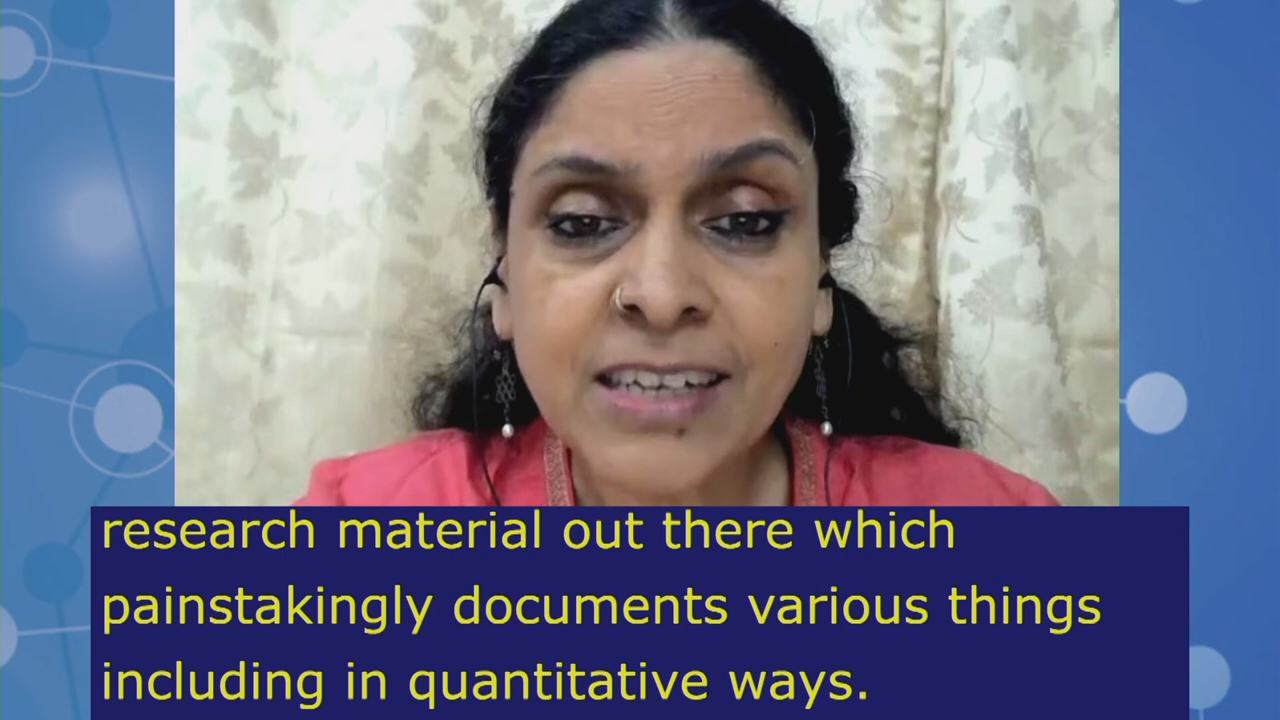 research material out there which
painstakingly documents various things
including in quantitative ways.